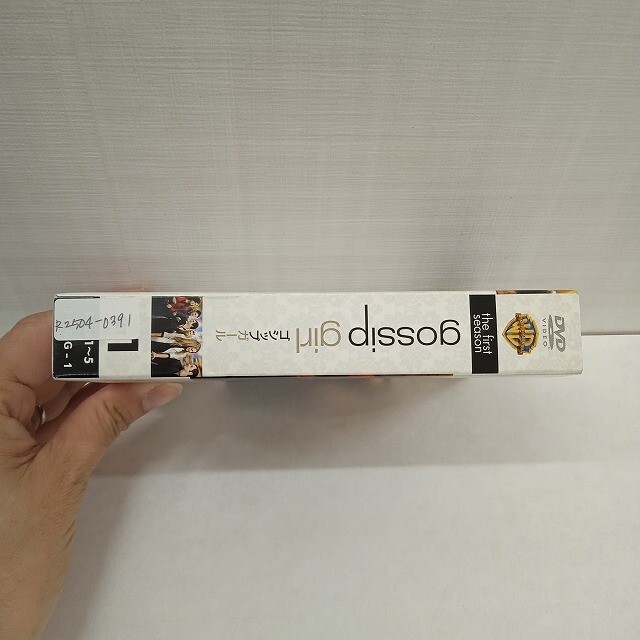 DVD
VIDEO
the first
season
gossip girl
ゴシップガール
1
R2504-0391
1~5
G-1